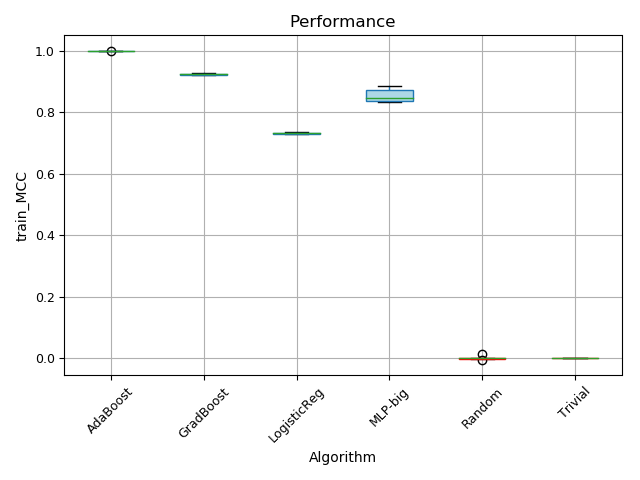 Performance
train_MCC
1.0
0.8
0.6
0.4
0.2
0.0
AdaBoost
GradBoost
LogisticReg
MLP-big
Random
Trivial
Algorithm